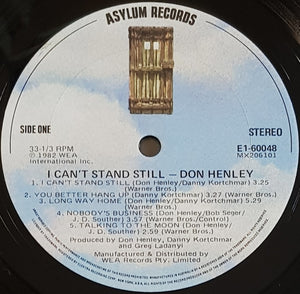 ASYLUM RECORDS
SIDE ONE
STEREO
33-1/3 RPM
℗1982 WEA
International Inc.
E1-60048
MX206101
I CAN'T STAND STILL — DON HENLEY
1. I CAN'T STAND STILL (Don Henley/Danny Kortchmar) 3.25
(Warner Bros.)
2. YOU BETTER HANG UP (Danny Kortchmar) 3.27 (Warner Bros.)
3. LONG WAY HOME (Don Henley/Danny Kortchmar) 5.29
(Warner Bros.)
4. NOBODY'S BUSINESS (Don Henley/Bob Seger/
J. D. Souther) 3.57 (Warner Bros./Control)
5. TALKING TO THE MOON (Don Henley/
J. D. Souther) 2.59 (Warner Bros.)
Produced by Don Henley, Danny Kortchmar
and Greg Ladanyi
Manufactured & Distributed by
WEA Records Pty. Limited